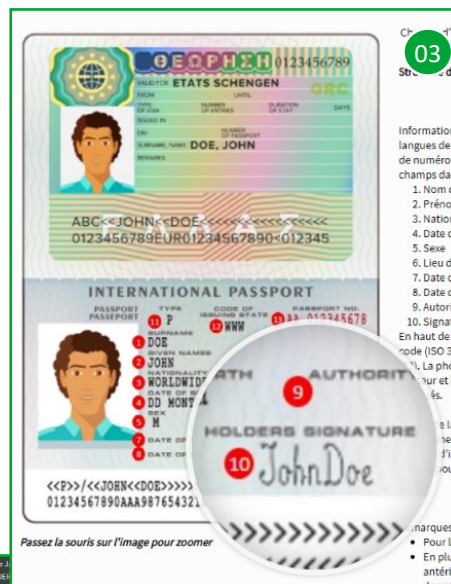 03
ΘΕΩΡΗΣΗ 0123456789
VALID FOR ETATS SCHENGEN
FROM UNTIL GRC
TYPE OF VISA NUMBER OF ENTRIES DURATION OF STAY DAYS
ISSUED IN
ON NUMBER OF PASSPORT
SURNAME, NAME DOE, JOHN
REMARKS
ABC<<JOHN<<DOE<<<<<<<<<<<<<<<<<
0123456789EUR01234567890<012345
INTERNATIONAL PASSPORT
PASSPORT TYPE CODE OF PASSPORT NO.
PASSEPORT 11 P ISSUING STATE
12 WWW 13 AA 012345678
SURNAME
1 DOE
GIVEN NAMES
2 JOHN
NATIONALITY
3 WORLDWIDE
DATE OF
4 DD
SEX
5 M
7 DATE OF
8 DATE OF
AUTHORITY
9
HOLDERS SIGNATURE
10 JohnDoe
<<P>>/<<JOHN<<DOE>>>>>
01234567890AAA987654321
>>>>>>>>>>>>
Passez la souris sur l'image pour zoomer
Information
langues de
de numéro
champs da
1. Nom
2. Préno
3. Nation
4. Date
5. Sexe
6. Lieu
7. Date
8. Date
9. Autori
10. Signat
En haut de
code (ISO 3
La pho
eur et
marques
• Pour
• En plu
antéri